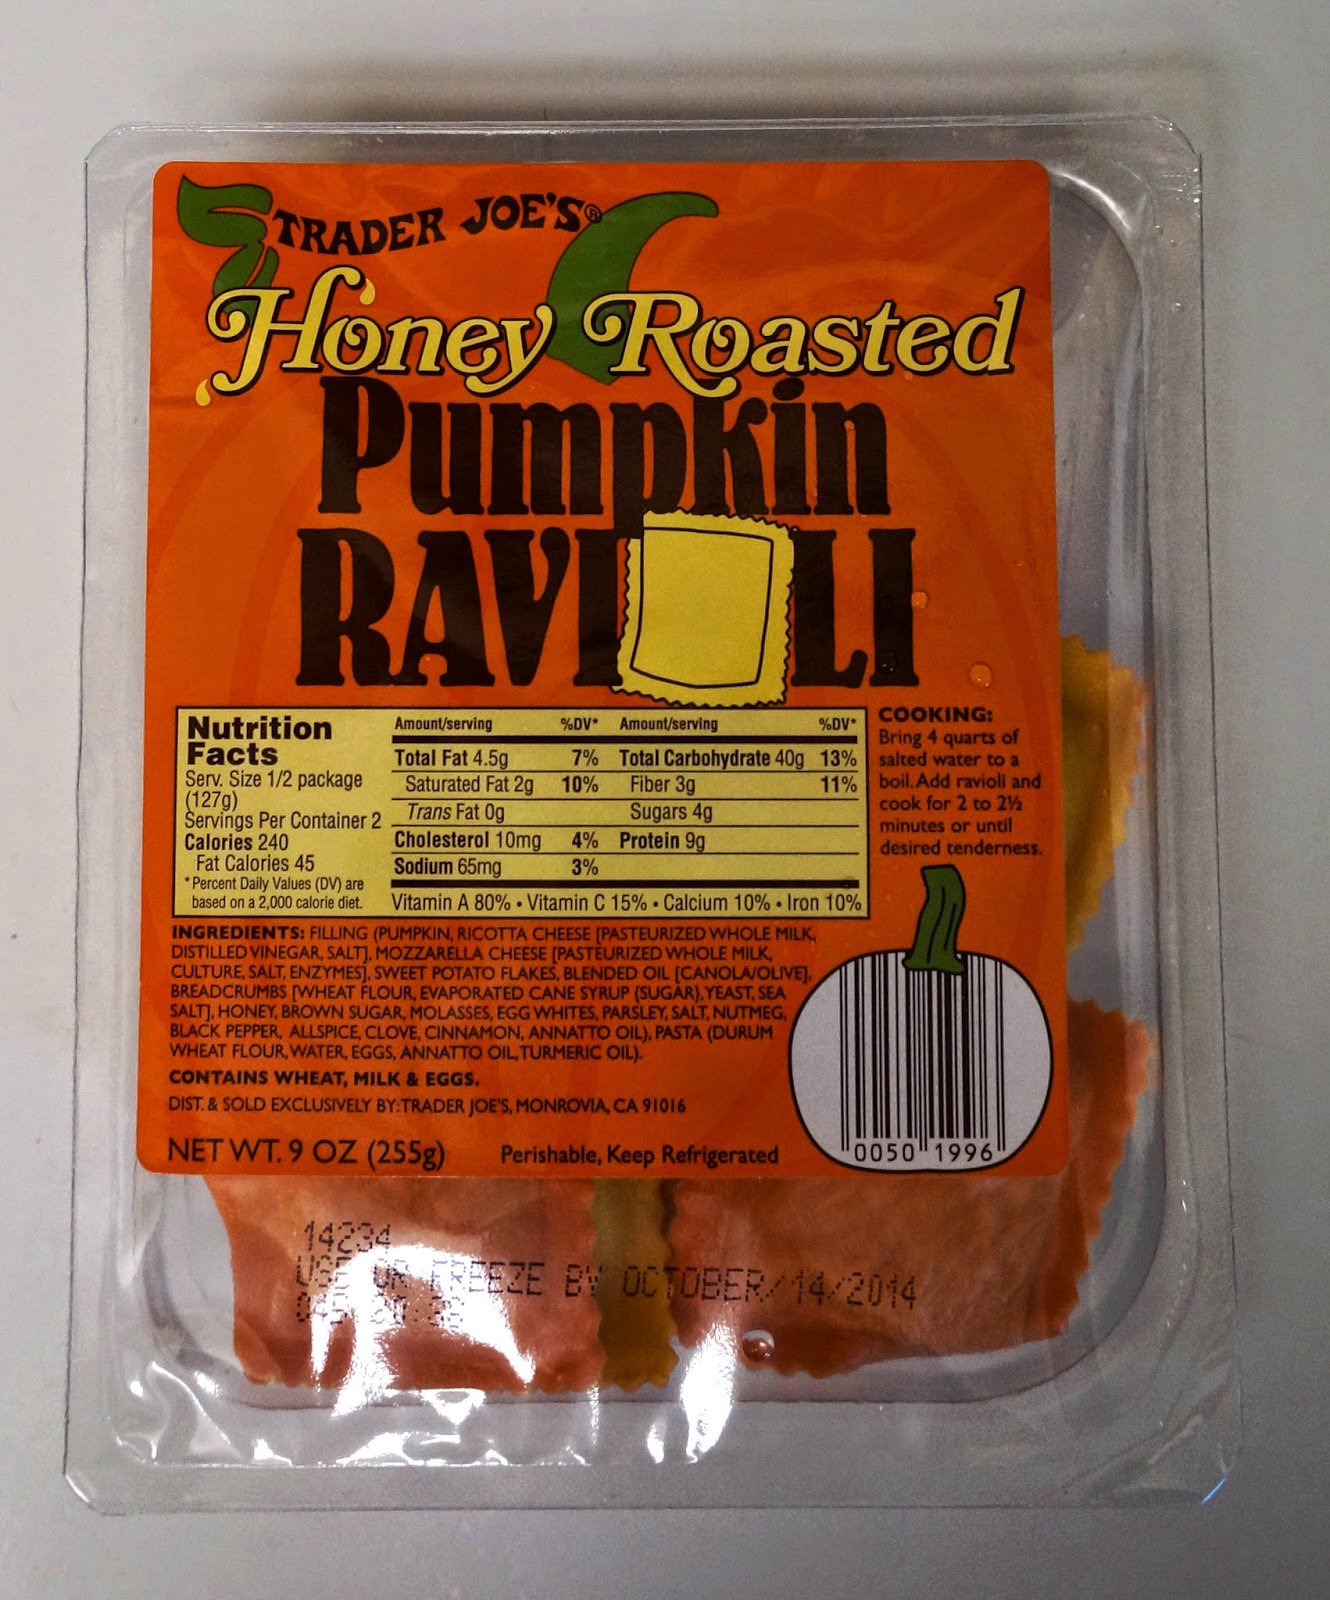 TRADER JOE'S®
Honey Roasted
Pumpkin
RAVIOLI
Nutrition
Facts
Serv. Size 1/2 package
(127g)
Servings Per Container 2
Calories 240
Fat Calories 45
*Percent Daily Values (DV) are
based on a 2,000 calorie diet.
Amount/serving %DV* Amount/serving %DV*
Total Fat 4.5g 7% Total Carbohydrate 40g 13%
Saturated Fat 2g 10% Fiber 3g 11%
Trans Fat 0g Sugars 4g
Cholesterol 10mg 4% Protein 9g
Sodium 65mg 3%
Vitamin A 80% • Vitamin C 15% • Calcium 10% • Iron 10%
COOKING:
Bring 4 quarts of
salted water to a
boil. Add ravioli and
cook for 2 to 2½
minutes or until
desired tenderness.
INGREDIENTS: FILLING (PUMPKIN, RICOTTA CHEESE [PASTEURIZED WHOLE MILK,
DISTILLED VINEGAR, SALT], MOZZARELLA CHEESE [PASTEURIZED WHOLE MILK,
CULTURE, SALT, ENZYMES], SWEET POTATO FLAKES, BLENDED OIL [CANOLA/OLIVE],
BREADCRUMBS [WHEAT FLOUR, EVAPORATED CANE SYRUP {SUGAR}, YEAST, SEA
SALT], HONEY, BROWN SUGAR, MOLASSES, EGG WHITES, PARSLEY, SALT, NUTMEG,
BLACK PEPPER, ALLSPICE, CLOVE, CINNAMON, ANNATTO OIL), PASTA (DURUM
WHEAT FLOUR, WATER, EGGS, ANNATTO OIL, TURMERIC OIL).
CONTAINS WHEAT, MILK & EGGS.
DIST. & SOLD EXCLUSIVELY BY: TRADER JOE'S, MONROVIA, CA 91016
NET WT. 9 OZ (255g) Perishable, Keep Refrigerated
0050 1996
14234
USE OR FREEZE BY OCTOBER/14/2014